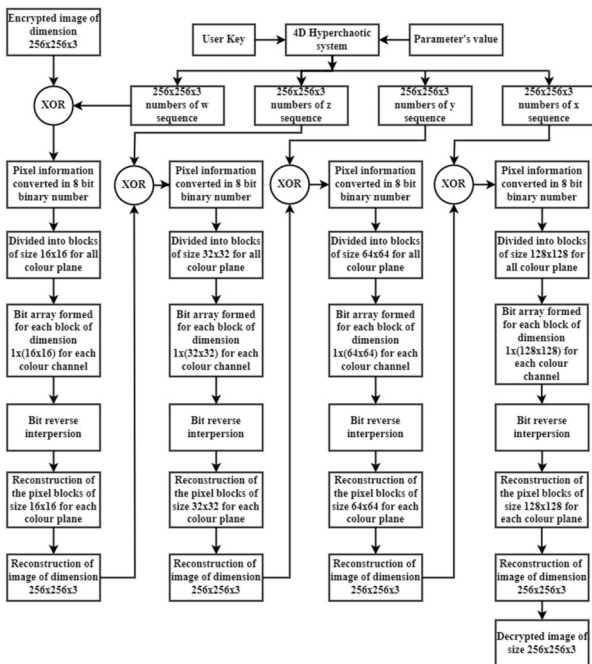 Encrypted image of
dimension
256x256x3
User Key
4D Hyperchaotic
system
Parameter's value
XOR
256x256x3
numbers of w
sequence
256x256x3
numbers of z
sequence
256x256x3
numbers of y
sequence
256x256x3
numbers of x
sequence
Pixel information
converted in 8 bit
binary number
Divided into blocks
of size 16x16 for all
colour plane
Bit array formed
for each block of
dimension
1x(16x16) for each
colour channel
Bit reverse
interpersion
Reconstruction of
the pixel blocks of
size 16x16 for each
colour plane
Reconstruction of
image of dimension
256x256x3
XOR
Pixel information
converted in 8 bit
binary number
Divided into blocks
of size 32x32 for all
colour plane
Bit array formed
for each block of
dimension
1x(32x32) for each
colour channel
Bit reverse
interpersion
Reconstruction of
the pixel blocks of
size 32x32 for each
colour plane
Reconstruction of
image of dimension
256x256x3
XOR
Pixel information
converted in 8 bit
binary number
Divided into blocks
of size 64x64 for all
colour plane
Bit array formed
for each block of
dimension
1x(64x64) for each
colour channel
Bit reverse
interpersion
Reconstruction of
the pixel blocks of
size 64x64 for each
colour plane
Reconstruction of
image of dimension
256x256x3
XOR
Pixel information
converted in 8 bit
binary number
Divided into blocks
of size 128x128 for
all colour plane
Bit array formed
for each block of
dimension
1x(128x128) for
each colour
channel
Bit reverse
interpersion
Reconstruction of
the pixel blocks of
size 128x128 for
each colour plane
Reconstruction of
image of dimension
256x256x3
Decrypted image of
size 256x256x3